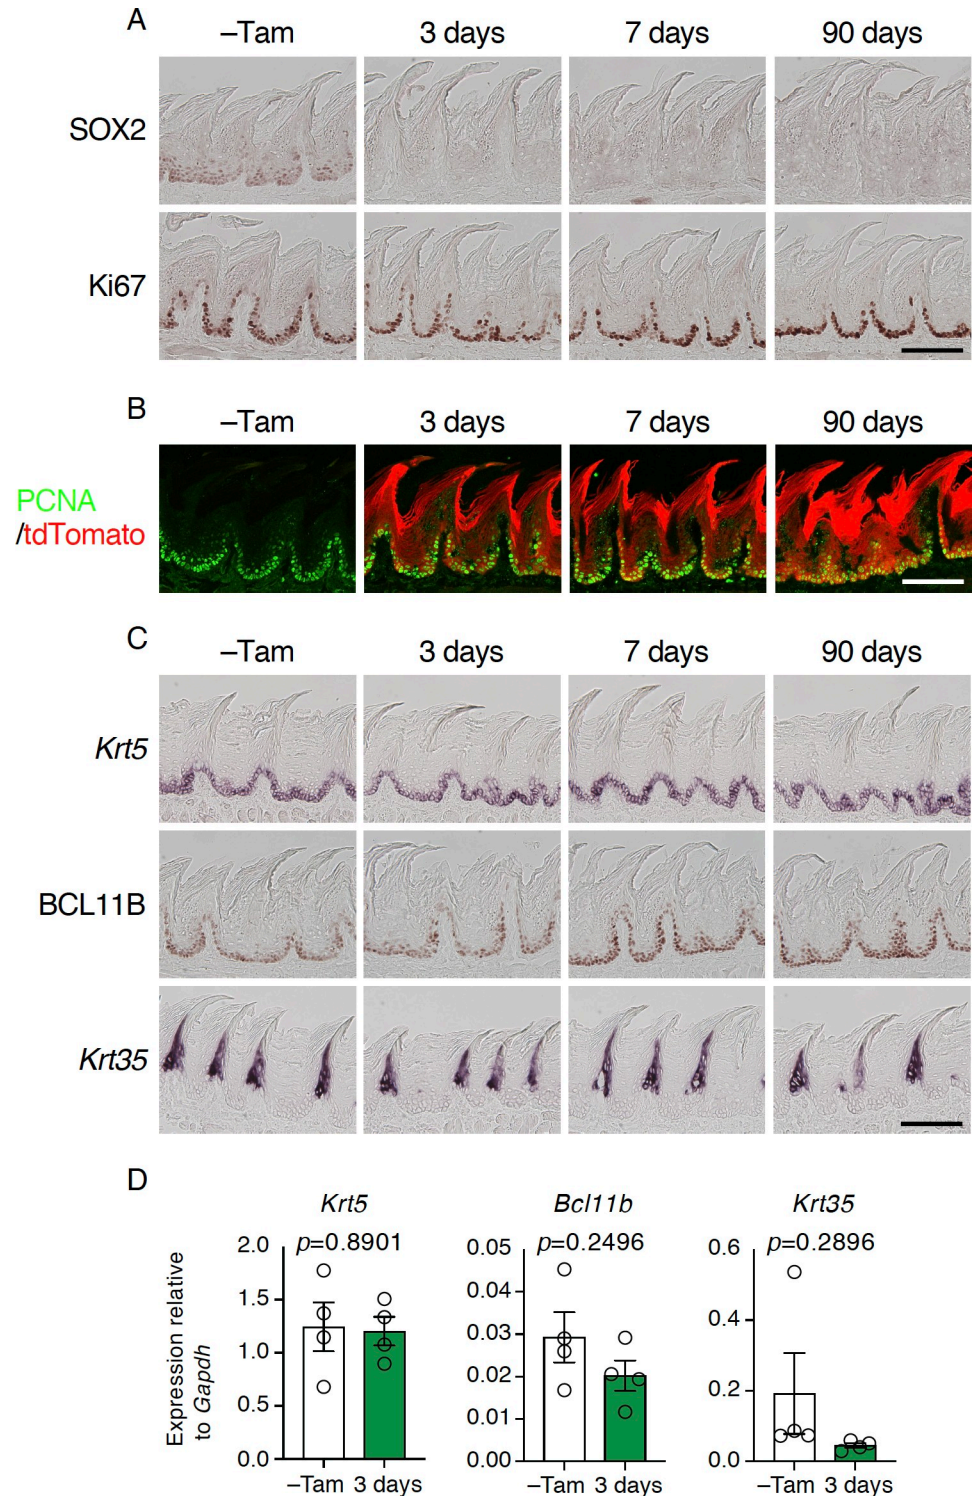 A
–Tam 3 days 7 days 90 days
SOX2
Ki67
B
–Tam 3 days 7 days 90 days
PCNA
/tdTomato
C
–Tam 3 days 7 days 90 days
Krt5
BCL11B
Krt35
D
Krt5 Bcl11b Krt35
p=0.8901 p=0.2496 p=0.2896
Expression relative
to Gapdh
2.0
1.5
1.0
0.5
0.0
–Tam 3 days
0.05
0.04
0.03
0.02
0.01
0.00
–Tam 3 days
0.6
0.4
0.2
0.0
–Tam 3 days